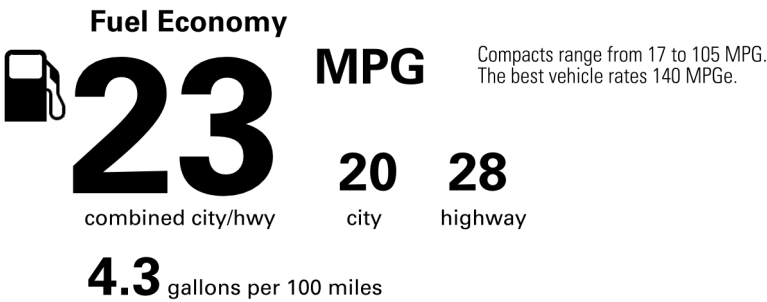 Fuel Economy
23 MPG
Compacts range from 17 to 105 MPG.
The best vehicle rates 140 MPGe.
combined city/hwy
20
city
28
highway
4.3 gallons per 100 miles